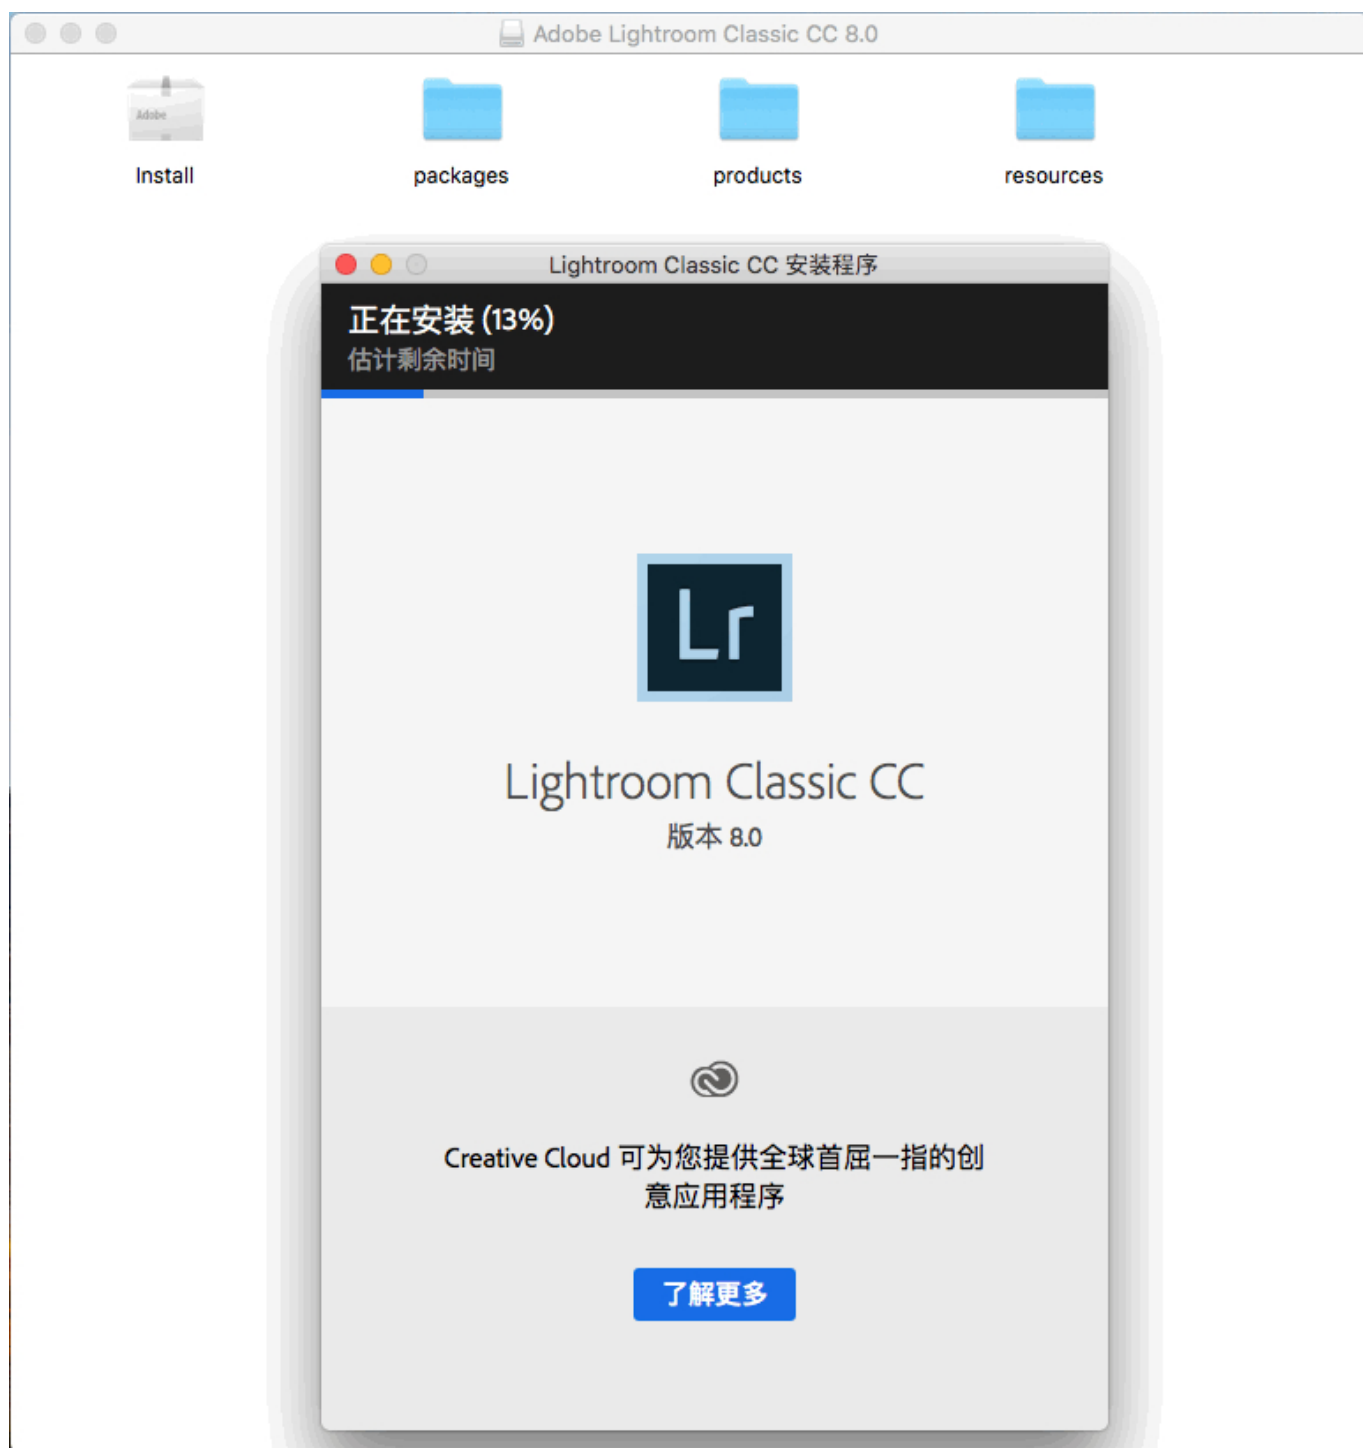 Adobe Lightroom Classic CC 8.0
Adobe
Install
packages
products
resources
Lightroom Classic CC 安装程序
正在安装 (13%)
估计剩余时间
Lr
Lightroom Classic CC
版本 8.0
Creative Cloud 可为您提供全球首屈一指的创
意应用程序
了解更多